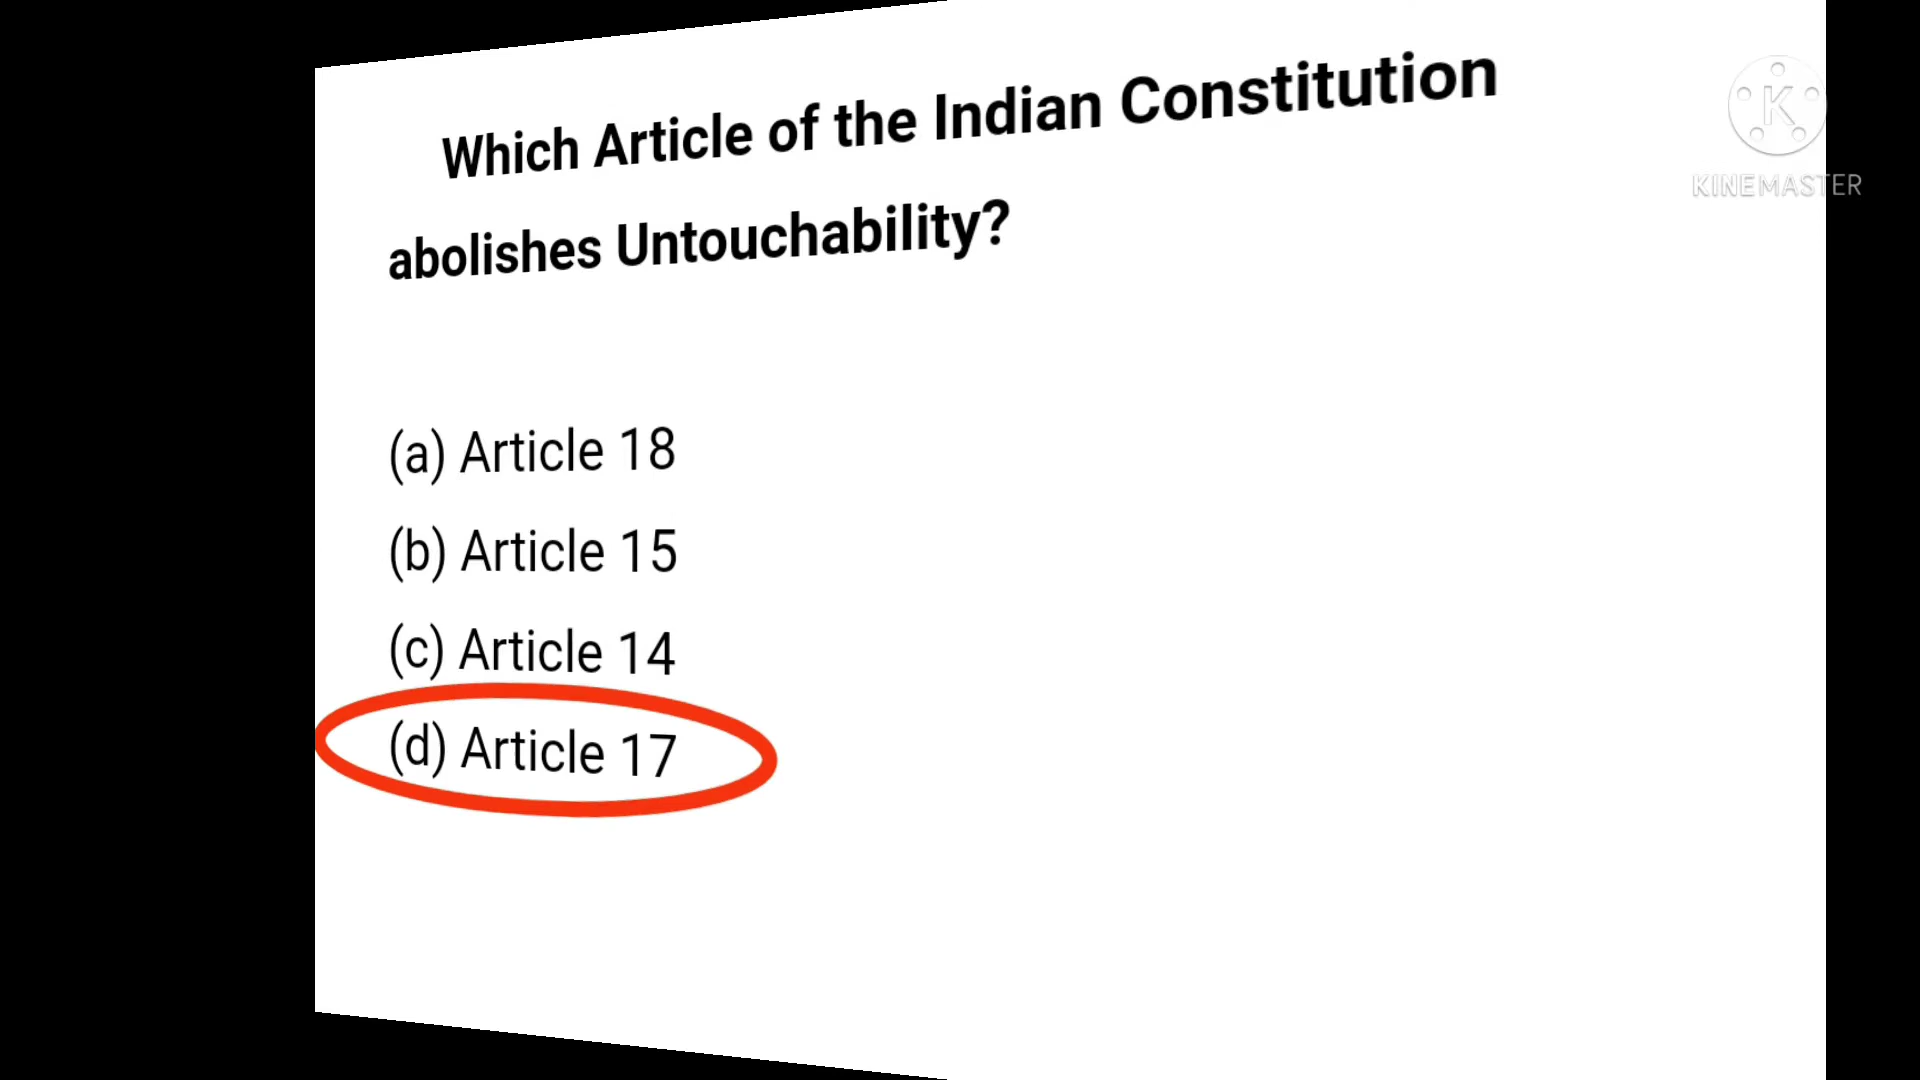 Which Article of the Indian Constitution
abolishes Untouchability?
(a) Article 18
(b) Article 15
(c) Article 14
(d) Article 17
K
KINEMASTER